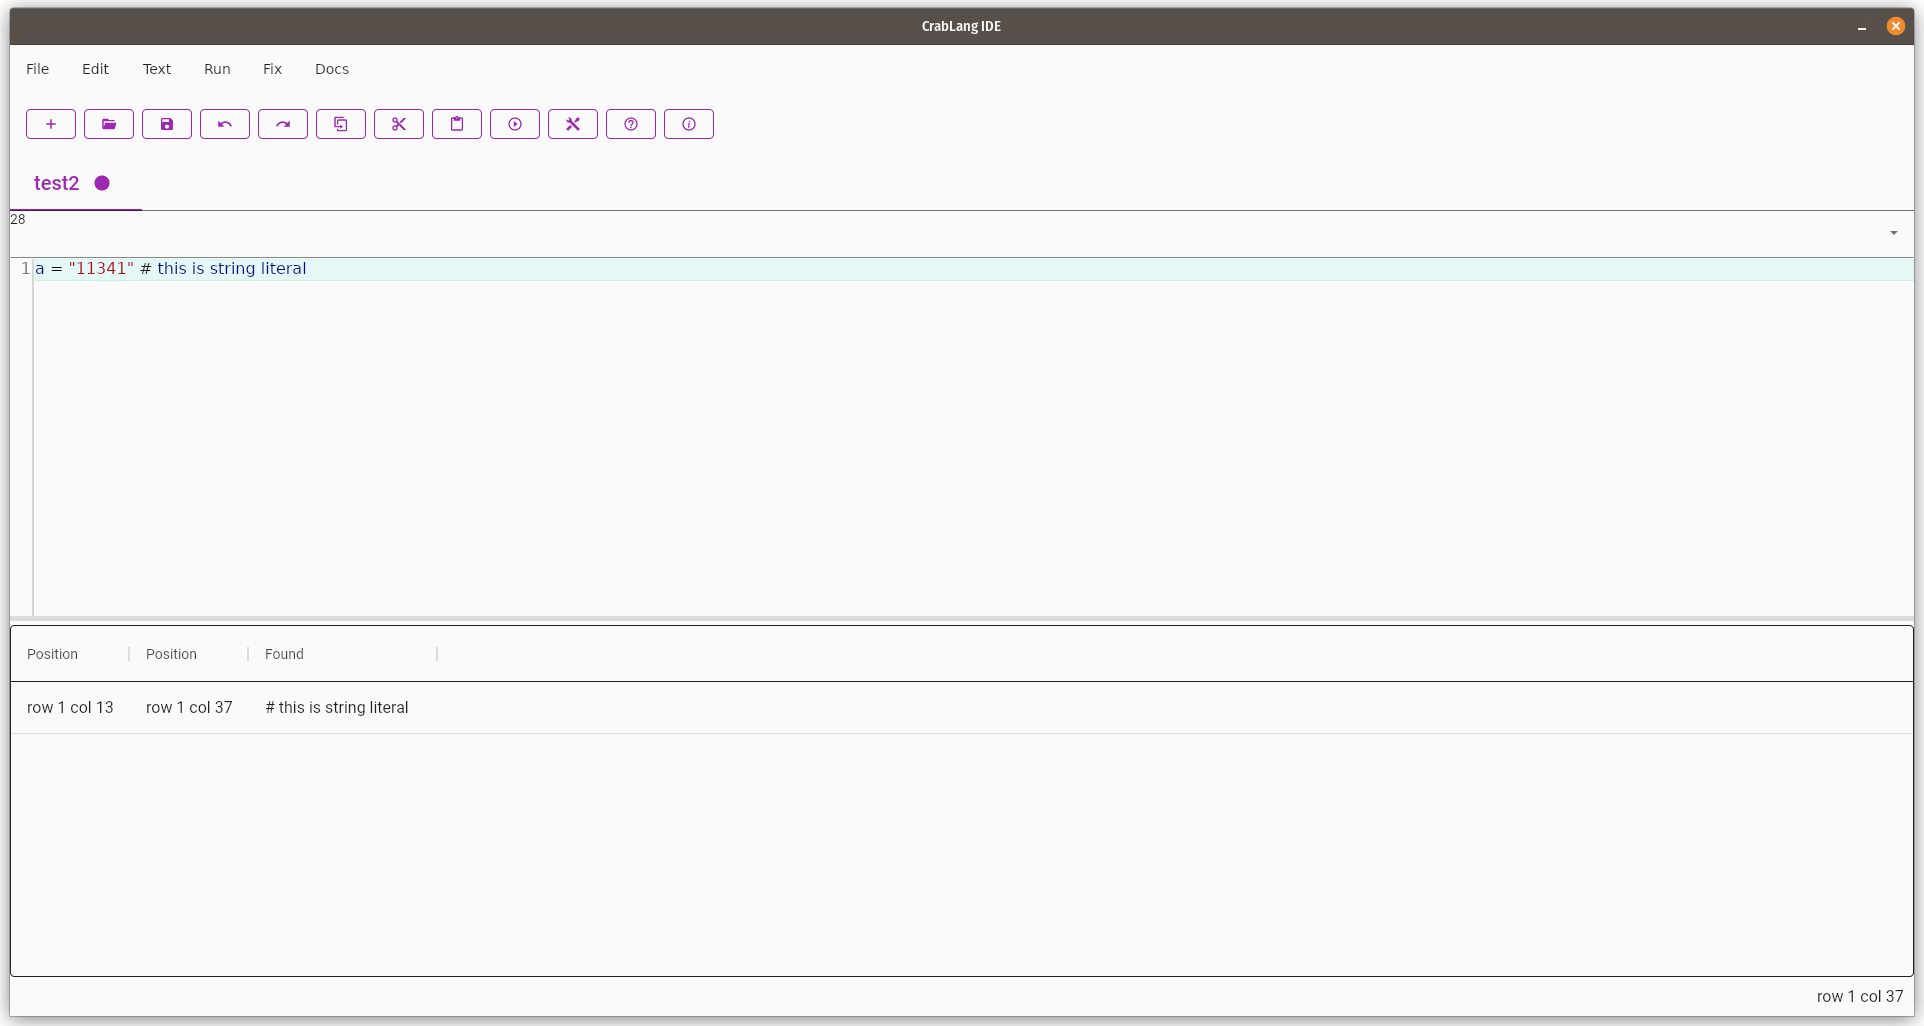 CrabLang IDE
File Edit Text Run Fix Docs
test2
28
1 a = "11341" # this is string literal
Position Position Found
row 1 col 13 row 1 col 37 # this is string literal
row 1 col 37